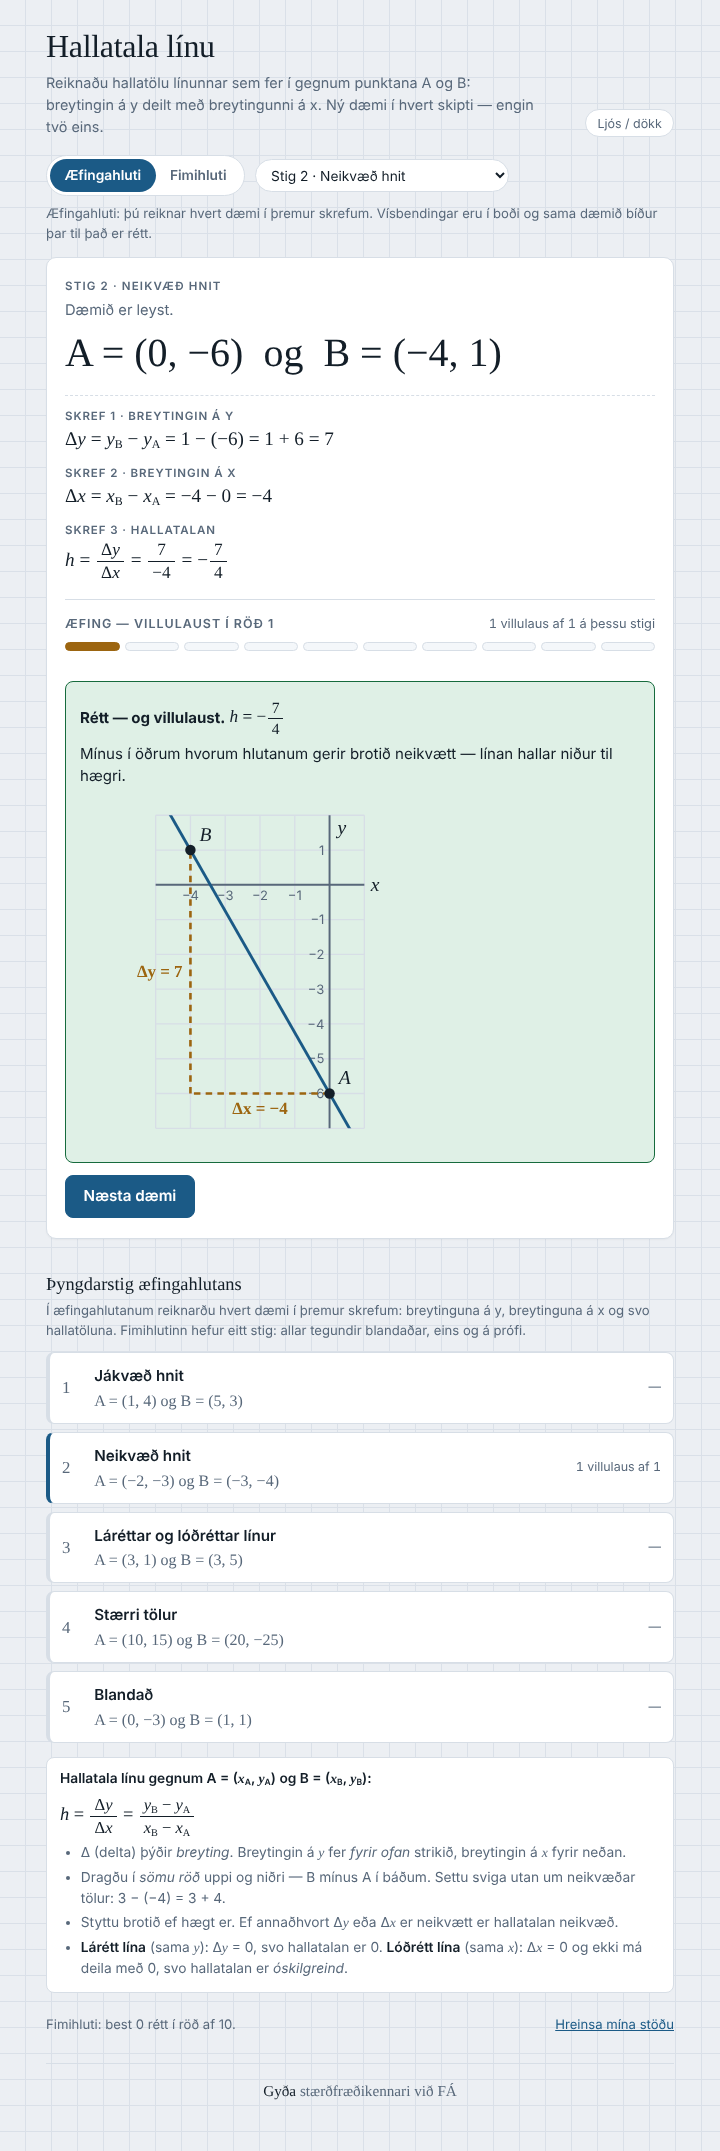 Hallatala línu
Reiknaðu hallatölu línunnar sem fer í gegnum punktana A og B:
breytingin á y deilt með breytingunni á x. Ný dæmi í hvert skipti — engin
tvö eins.
Ljós / dökk
Æfingahluti
Fimihluti
Stig 2 · Neikvæð hnit
Æfingahluti: þú reiknar hvert dæmi í þremur skrefum. Vísbendingar eru í boði og sama dæmið bíður
þar til það er rétt.
STIG 2 · NEIKVÆÐ HNIT
Dæmið er leyst.
A = (0, −6) og B = (−4, 1)
SKREF 1 · BREYTINGIN Á Y
Δy = y_B − y_A = 1 − (−6) = 1 + 6 = 7
SKREF 2 · BREYTINGIN Á X
Δx = x_B − x_A = −4 − 0 = −4
SKREF 3 · HALLATALAN
h = Δy/Δx = 7/−4 = −7/4
ÆFING — VILLULAUST Í RÖÐ 1
1 villulaus af 1 á þessu stigi
Rétt — og villulaust. h = −7/4
Mínus í öðrum hvorum hlutanum gerir brotið neikvætt — línan hallar niður til
hægri.
B
y
1
x
−4 −3 −2 −1
−1
−2
Δy = 7
−3
−4
−5
A
−6
Δx = −4
Næsta dæmi
Þyngdarstig æfingahlutans
Í æfingahlutanum reiknarðu hvert dæmi í þremur skrefum: breytinguna á y, breytinguna á x og svo
hallatöluna. Fimihlutinn hefur eitt stig: allar tegundir blandaðar, eins og á prófi.
1
Jákvæð hnit
A = (1, 4) og B = (5, 3)
—
2
Neikvæð hnit
A = (−2, −3) og B = (−3, −4)
1 villulaus af 1
3
Láréttar og lóðréttar línur
A = (3, 1) og B = (3, 5)
—
4
Stærri tölur
A = (10, 15) og B = (20, −25)
—
5
Blandað
A = (0, −3) og B = (1, 1)
—
Hallatala línu gegnum A = (x_A, y_A) og B = (x_B, y_B):
h = Δy/Δx = (y_B − y_A)/(x_B − x_A)
• Δ (delta) þýðir breyting. Breytingin á y fer fyrir ofan strikið, breytingin á x fyrir neðan.
• Dragðu í sömu röð uppi og niðri — B mínus A í báðum. Settu sviga utan um neikvæðar
tölur: 3 − (−4) = 3 + 4.
• Styttu brotið ef hægt er. Ef annaðhvort Δy eða Δx er neikvætt er hallatalan neikvæð.
• Lárétt lína (sama y): Δy = 0, svo hallatalan er 0. Lóðrétt lína (sama x): Δx = 0 og ekki má
deila með 0, svo hallatalan er óskilgreind.
Fimihluti: best 0 rétt í röð af 10.
Hreinsa mína stöðu
Gyða stærðfræðikennari við FÁ